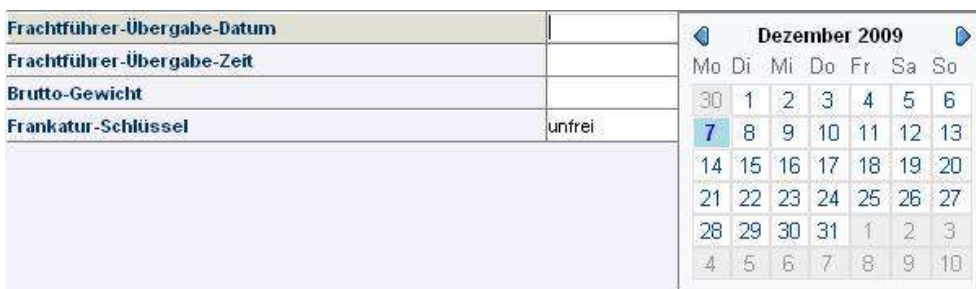 Frachtführer-Übergabe-Datum
Frachtführer-Übergabe-Zeit
Brutto-Gewicht
Frankatur-Schlüssel unfrei
Dezember 2009
Mo Di Mi Do Fr Sa So
30 1 2 3 4 5 6
7 8 9 10 11 12 13
14 15 16 17 18 19 20
21 22 23 24 25 26 27
28 29 30 31 1 2 3
4 5 6 7 8 9 10